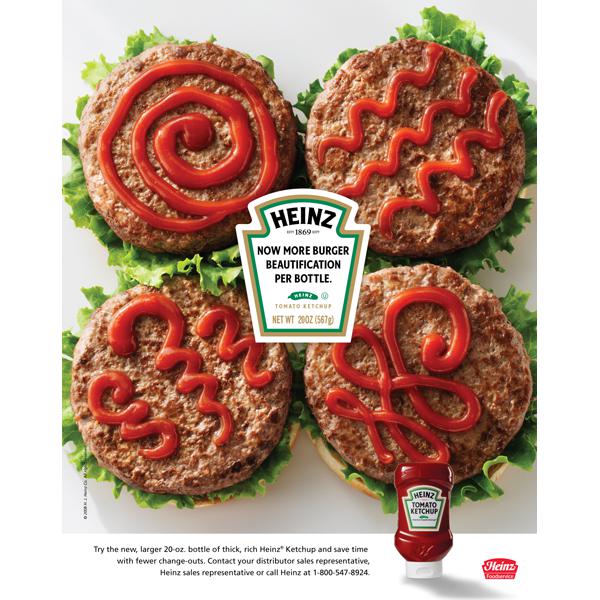 HEINZ
ESTD 1869 ESTD
NOW MORE BURGER
BEAUTIFICATION
PER BOTTLE.
HEINZ
TOMATO KETCHUP
NET WT 20OZ (567g)
HEINZ
TOMATO
KETCHUP
Try the new, larger 20-oz. bottle of thick, rich Heinz® Ketchup and save time
with fewer change-outs. Contact your distributor sales representative,
Heinz sales representative or call Heinz at 1-800-547-8924.
Heinz
Foodservice